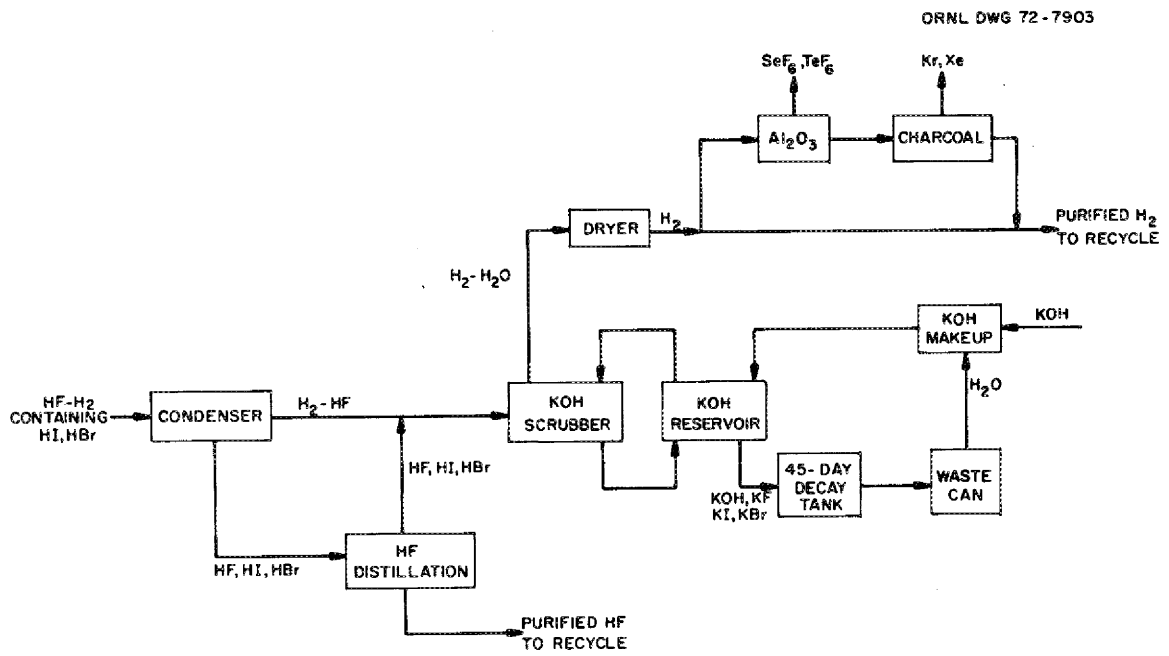 ORNL DWG 72-7903
SeF6, TeF6
Kr, Xe
Al2O3
CHARCOAL
DRYER
H2
PURIFIED H2
TO RECYCLE
H2-H2O
KOH
MAKEUP
KOH
H2O
HF-H2
CONTAINING
HI, HBr
CONDENSER
H2-HF
KOH
SCRUBBER
KOH
RESERVOIR
HF, HI, HBr
KOH, KF
KI, KBr
45-DAY
DECAY
TANK
WASTE
CAN
HF, HI, HBr
HF
DISTILLATION
PURIFIED HF
TO RECYCLE